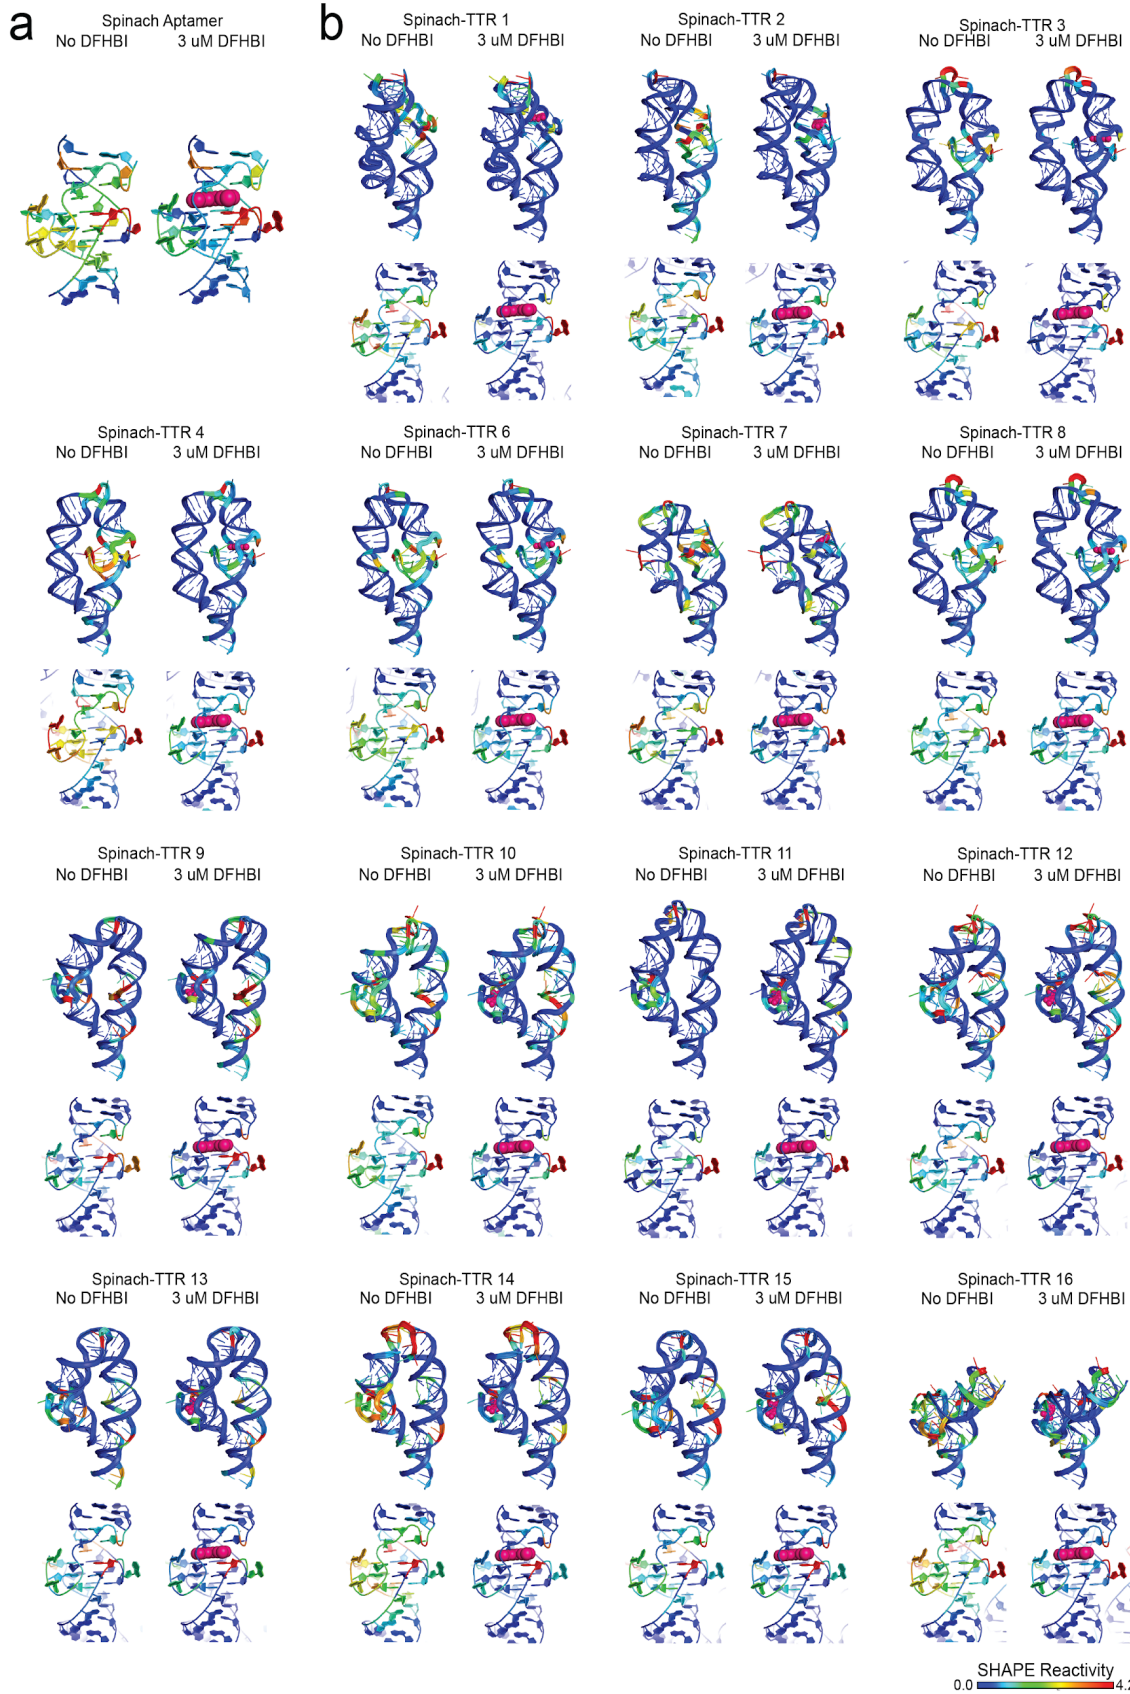 a
Spinach Aptamer
No DFHBI 3 uM DFHBI
b
Spinach-TTR 1
No DFHBI 3 uM DFHBI
Spinach-TTR 2
No DFHBI 3 uM DFHBI
Spinach-TTR 3
No DFHBI 3 uM DFHBI
Spinach-TTR 4
No DFHBI 3 uM DFHBI
Spinach-TTR 6
No DFHBI 3 uM DFHBI
Spinach-TTR 7
No DFHBI 3 uM DFHBI
Spinach-TTR 8
No DFHBI 3 uM DFHBI
Spinach-TTR 9
No DFHBI 3 uM DFHBI
Spinach-TTR 10
No DFHBI 3 uM DFHBI
Spinach-TTR 11
No DFHBI 3 uM DFHBI
Spinach-TTR 12
No DFHBI 3 uM DFHBI
Spinach-TTR 13
No DFHBI 3 uM DFHBI
Spinach-TTR 14
No DFHBI 3 uM DFHBI
Spinach-TTR 15
No DFHBI 3 uM DFHBI
Spinach-TTR 16
No DFHBI 3 uM DFHBI
SHAPE Reactivity
0.0 4.2